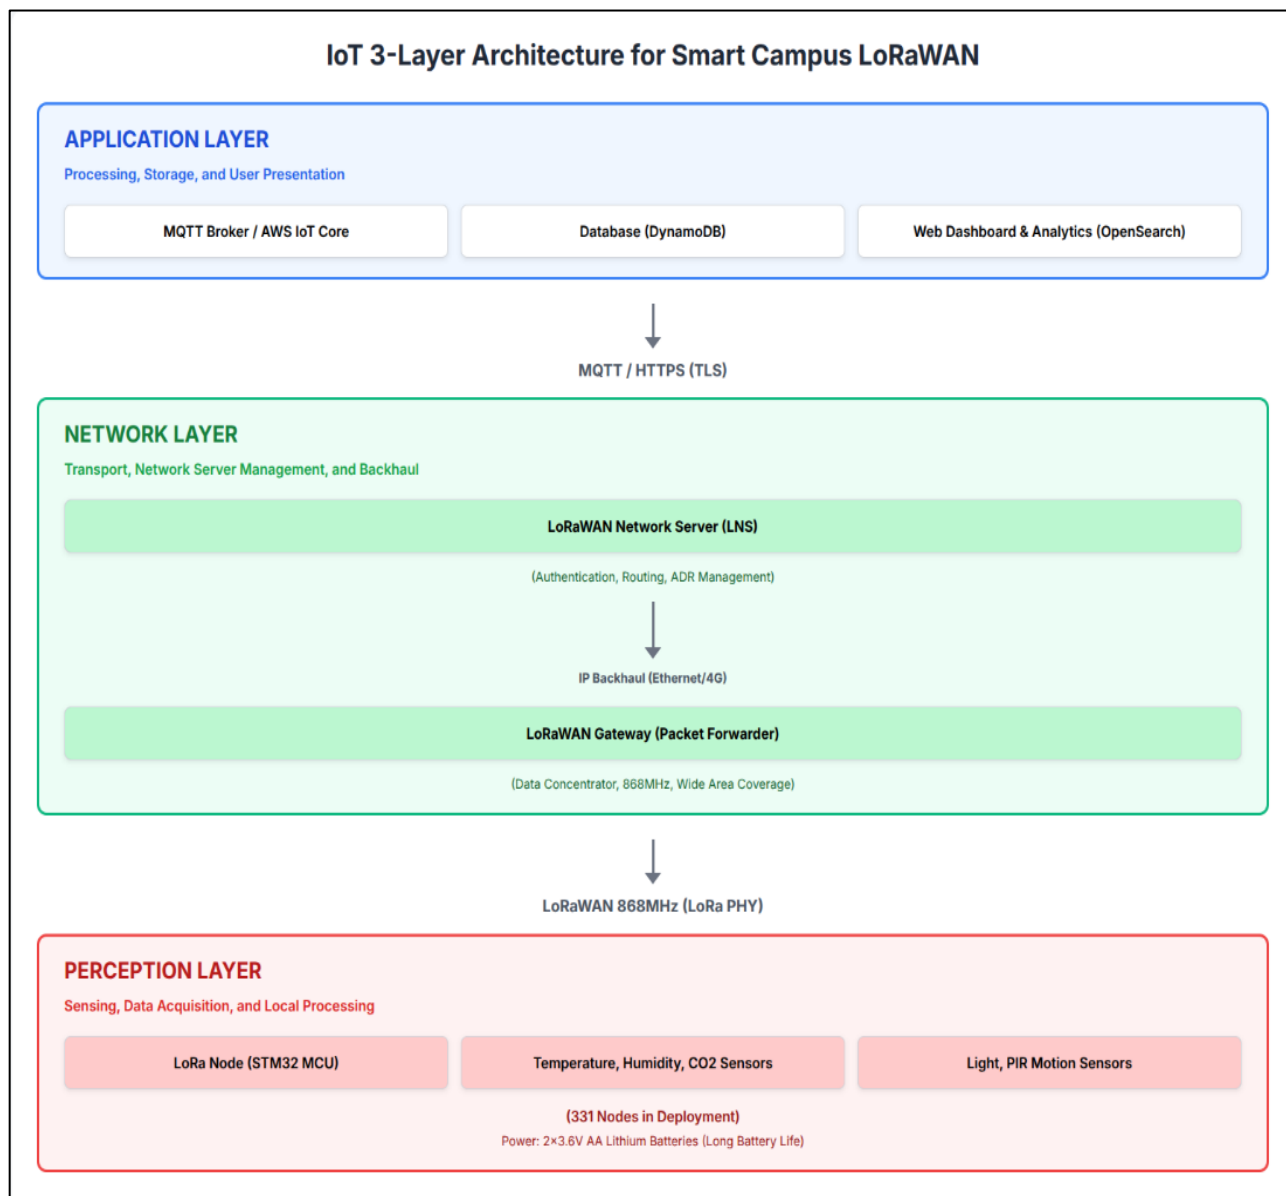 IoT 3-Layer Architecture for Smart Campus LoRaWAN
APPLICATION LAYER
Processing, Storage, and User Presentation
MQTT Broker / AWS IoT Core
Database (DynamoDB)
Web Dashboard & Analytics (OpenSearch)
MQTT / HTTPS (TLS)
NETWORK LAYER
Transport, Network Server Management, and Backhaul
LoRaWAN Network Server (LNS)
(Authentication, Routing, ADR Management)
IP Backhaul (Ethernet/4G)
LoRaWAN Gateway (Packet Forwarder)
(Data Concentrator, 868MHz, Wide Area Coverage)
LoRaWAN 868MHz (LoRa PHY)
PERCEPTION LAYER
Sensing, Data Acquisition, and Local Processing
LoRa Node (STM32 MCU)
Temperature, Humidity, CO2 Sensors
Light, PIR Motion Sensors
(331 Nodes in Deployment)
Power: 2×3.6V AA Lithium Batteries (Long Battery Life)